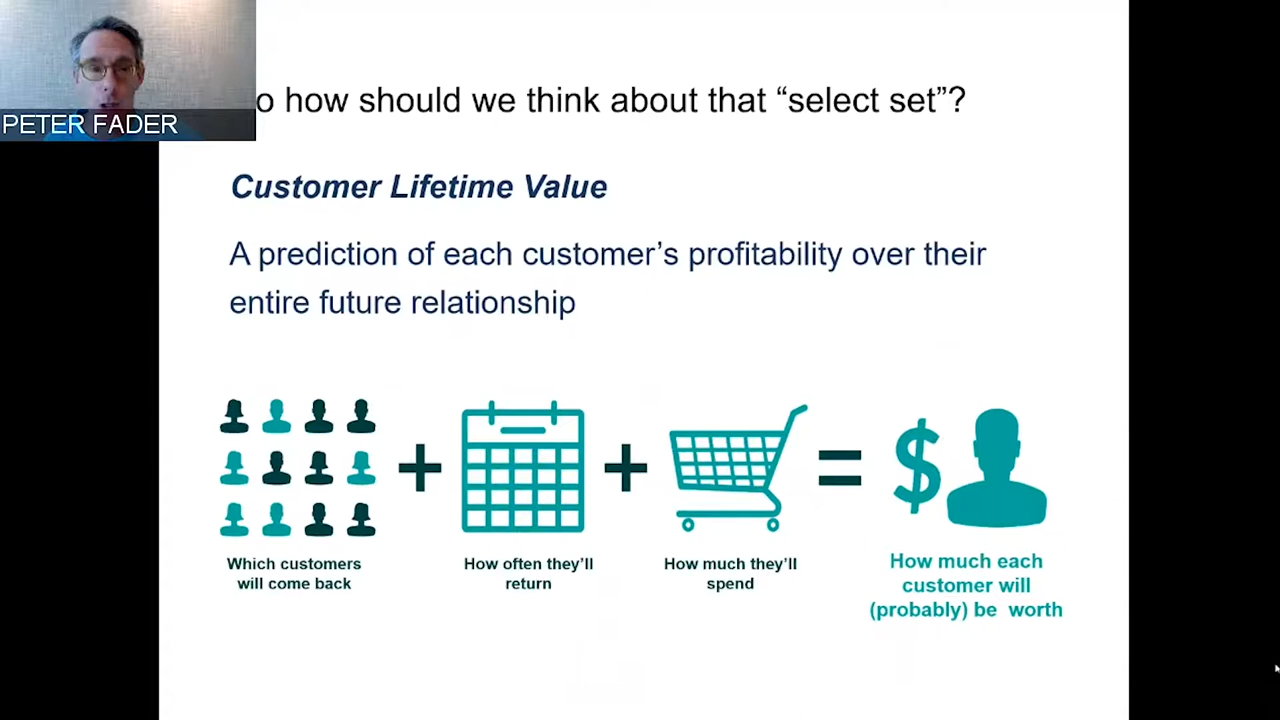 PETER FADER
o how should we think about that “select set”?
Customer Lifetime Value
A prediction of each customer’s profitability over their
entire future relationship
+
+
=
$
Which customers
will come back
How often they’ll
return
How much they’ll
spend
How much each
customer will
(probably) be worth